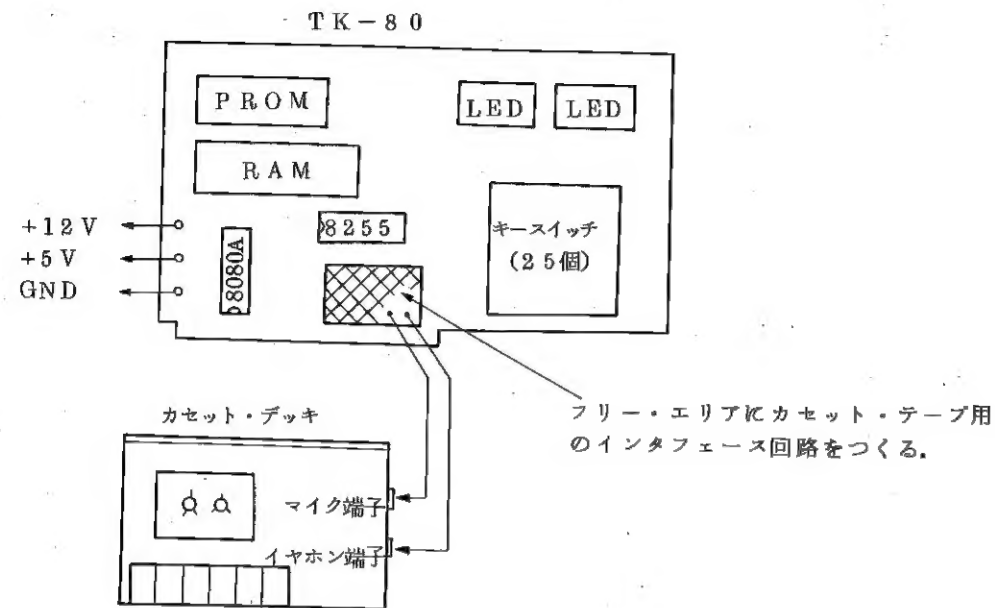 TK-80
PROM
LED
LED
RAM
+12V
+5V
GND
8080A
8255
キースイッチ
(25個)
カセット・デッキ
フリー・エリアにカセット・テープ用
のインタフェース回路をつくる.
マイク端子
イヤホン端子